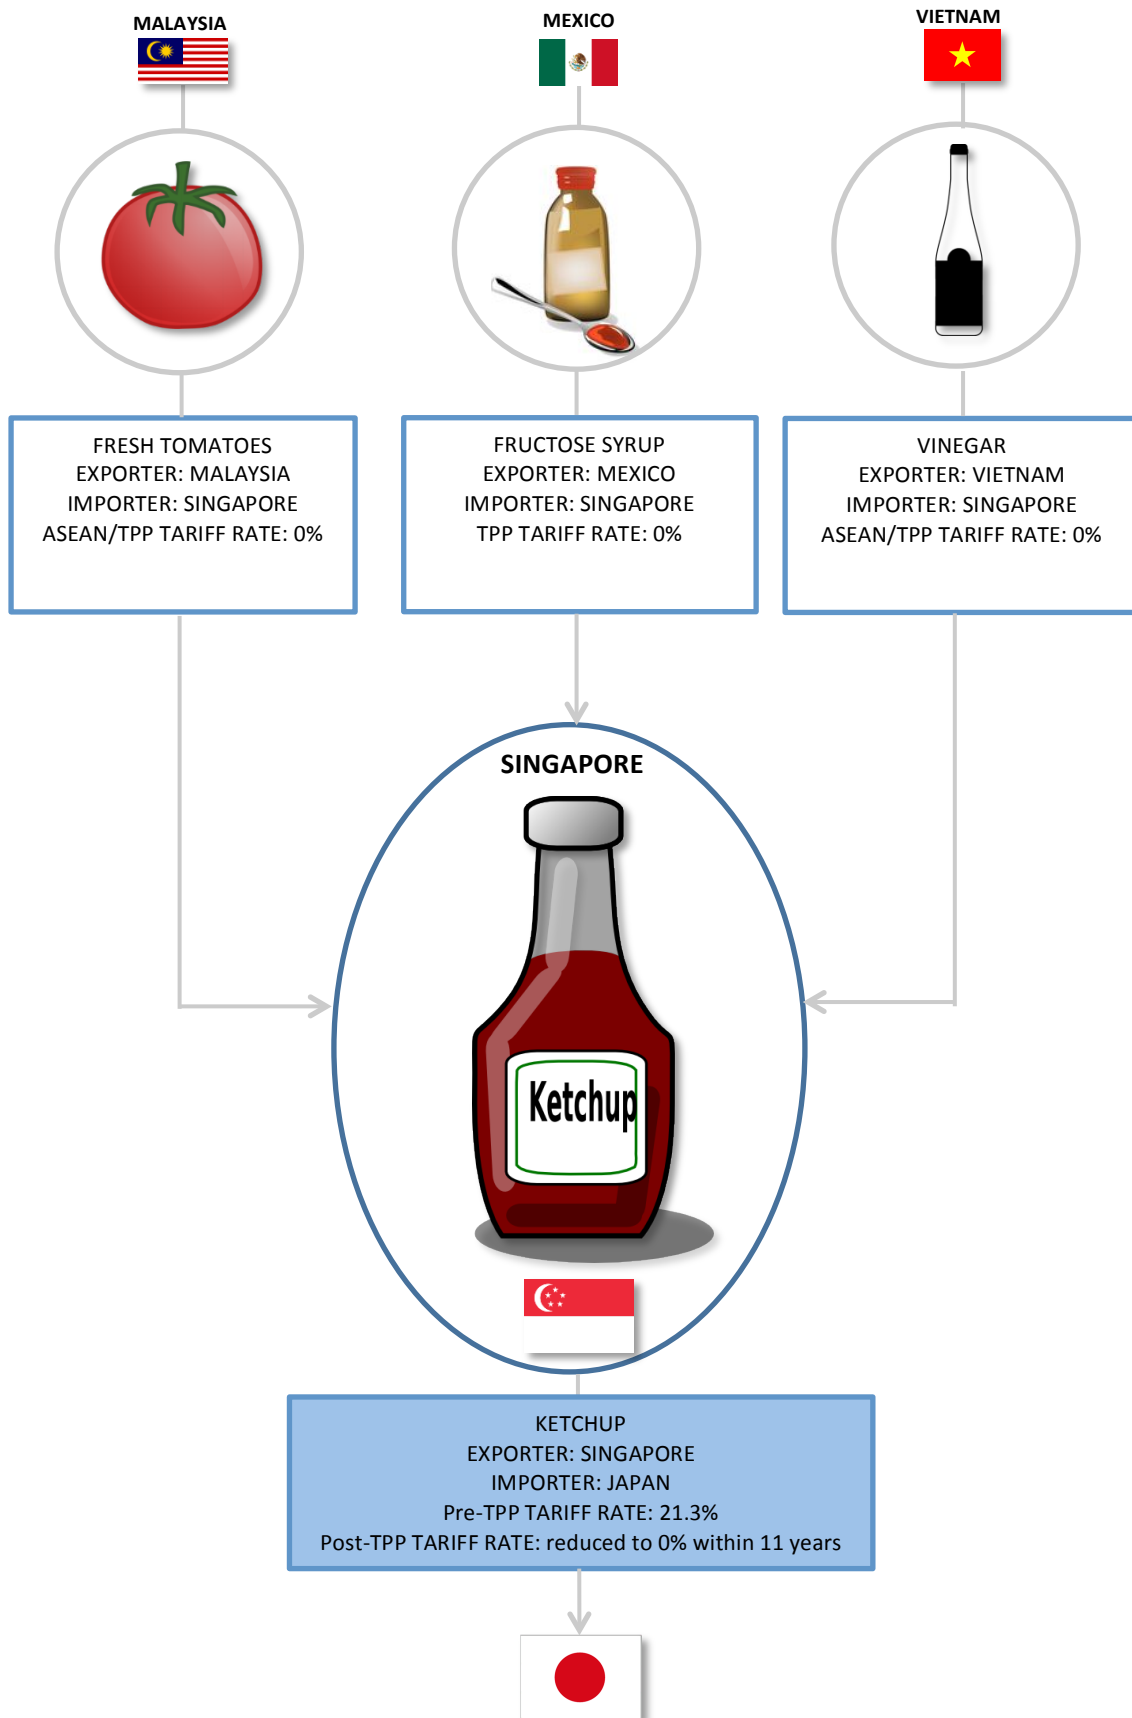 MALAYSIA
MEXICO
VIETNAM
FRESH TOMATOES
EXPORTER: MALAYSIA
IMPORTER: SINGAPORE
ASEAN/TPP TARIFF RATE: 0%
FRUCTOSE SYRUP
EXPORTER: MEXICO
IMPORTER: SINGAPORE
TPP TARIFF RATE: 0%
VINEGAR
EXPORTER: VIETNAM
IMPORTER: SINGAPORE
ASEAN/TPP TARIFF RATE: 0%
SINGAPORE
Ketchup
KETCHUP
EXPORTER: SINGAPORE
IMPORTER: JAPAN
Pre-TPP TARIFF RATE: 21.3%
Post-TPP TARIFF RATE: reduced to 0% within 11 years